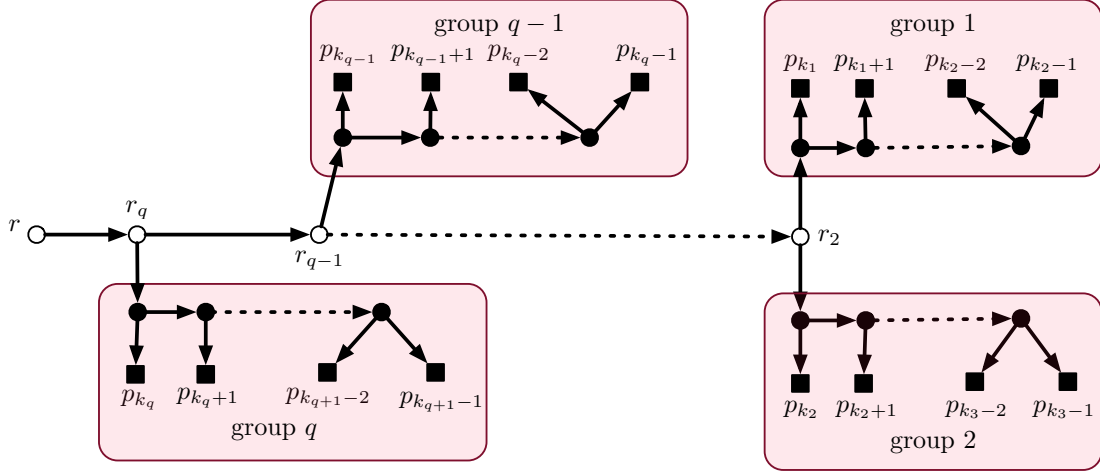 group $q-1$
$p_{k_{q-1}}$ $p_{k_{q-1}+1}$ $p_{k_q-2}$ $p_{k_q-1}$
group 1
$p_{k_1}$ $p_{k_1+1}$ $p_{k_2-2}$ $p_{k_2-1}$
$r$ $r_q$ $r_{q-1}$ $r_2$
$p_{k_q}$ $p_{k_q+1}$ $p_{k_{q+1}-2}$ $p_{k_{q+1}-1}$
group $q$
$p_{k_2}$ $p_{k_2+1}$ $p_{k_3-2}$ $p_{k_3-1}$
group 2